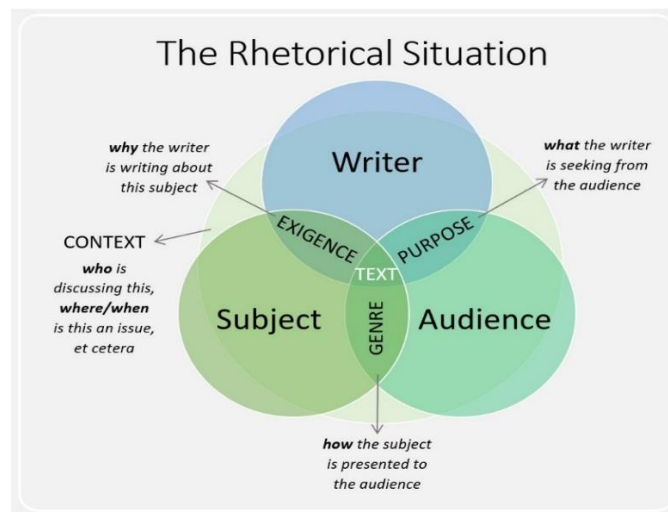 The Rhetorical Situation
why the writer
is writing about
this subject
Writer
what the writer
is seeking from
the audience
EXIGENCE
PURPOSE
CONTEXT
who is
discussing this,
where/when
is this an issue,
et cetera
TEXT
Subject
Audience
GENRE
how the subject
is presented to
the audience